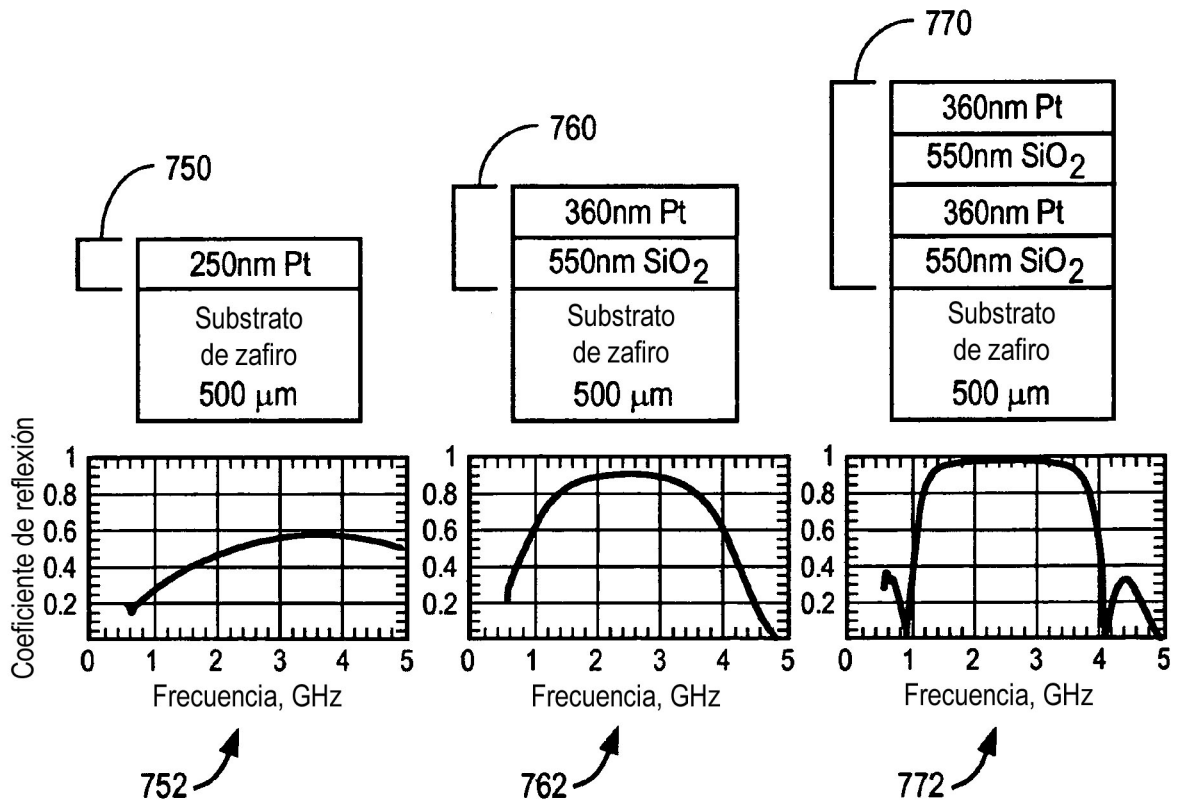 770
360nm Pt
550nm SiO2
360nm Pt
550nm SiO2
Substrato
de zafiro
500 μm
760
360nm Pt
550nm SiO2
Substrato
de zafiro
500 μm
750
250nm Pt
Substrato
de zafiro
500 μm
Coeficiente de reflexión
1
0.8
0.6
0.4
0.2
0 1 2 3 4 5
Frecuencia, GHz
752
1
0.8
0.6
0.4
0.2
0 1 2 3 4 5
Frecuencia, GHz
762
1
0.8
0.6
0.4
0.2
0 1 2 3 4 5
Frecuencia, GHz
772